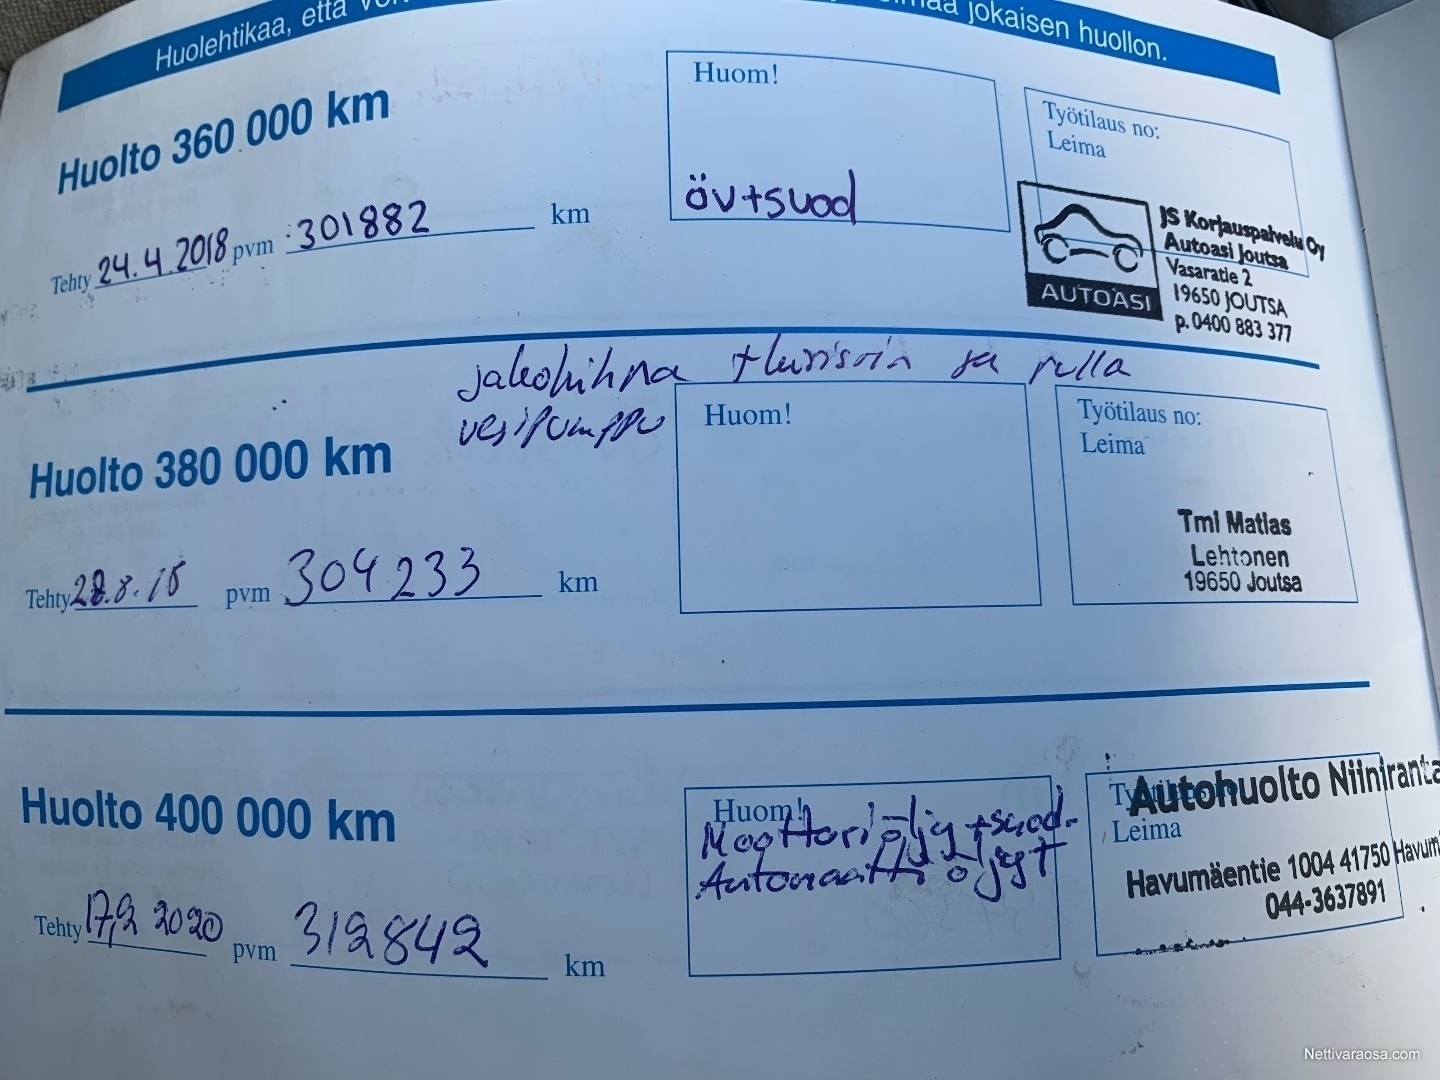 Huolehtikaa, että
jokaisen huollon.
Huolto 360 000 km
Huom!
Työtilaus no:
Leima
öv+suod
Tehty 24.4.2018 pvm 301882 km
JS Korjauspalvelu Oy
Autoasi Joutsa
Vasaratie 2
19650 JOUTSA
p. 0400 883 377
AUTOASI
jakohihna + kiristin ja rulla
vesipumppu
Huolto 380 000 km
Huom!
Työtilaus no:
Leima
Tmi Matias
Lehtonen
19650 Joutsa
Tehty 28.8.18 pvm 304233 km
Huolto 400 000 km
Huom!
Moottoriöljy+suod.
Automaattiöljyt
Leima
Autohuolto Niiniranta
Havumäentie 1004 41750
044-3637891
Tehty 17,2 2020 pvm 312842 km
Nettivaraosa.com